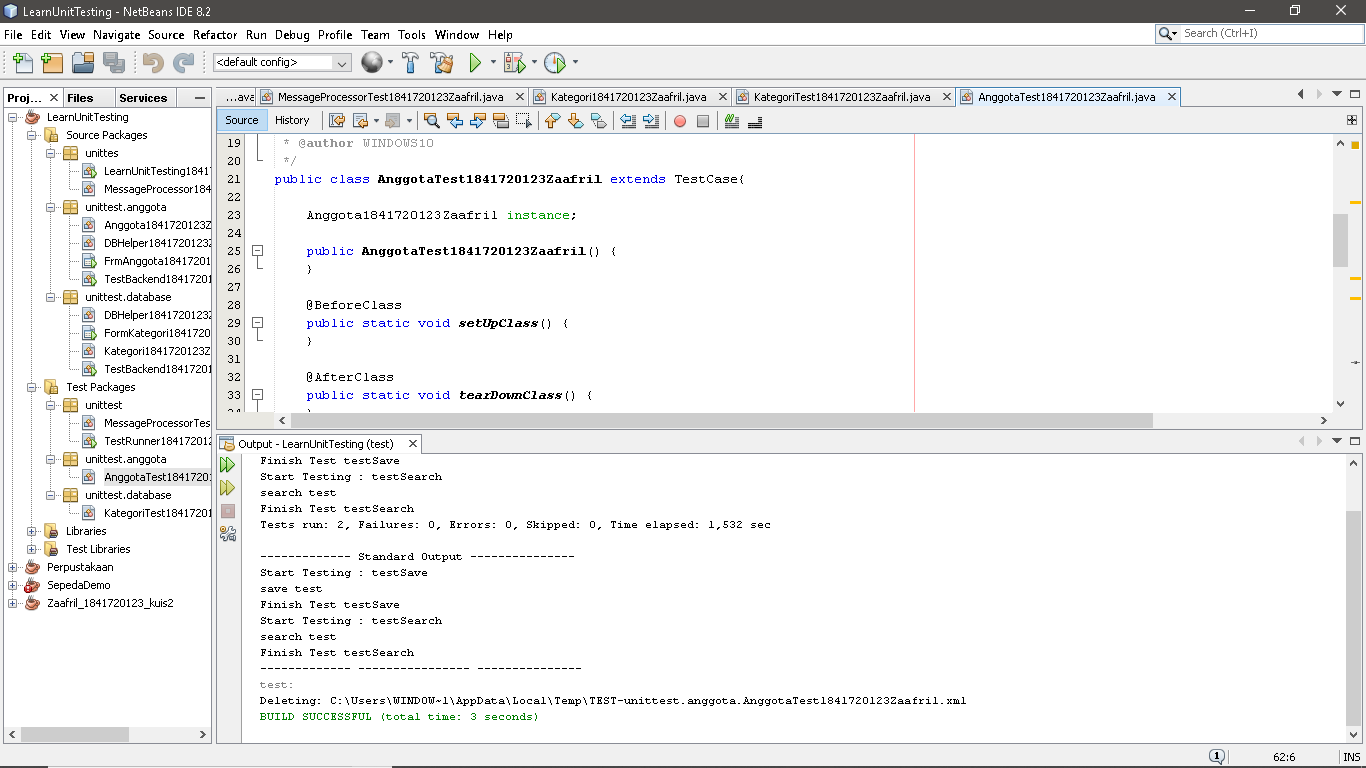 LearnUnitTesting - NetBeans IDE 8.2
File Edit View Navigate Source Refactor Run Debug Profile Team Tools Window Help
Search (Ctrl+I)
<default config>
Proj... Files Services
LearnUnitTesting
Source Packages
unittes
LearnUnitTesting1841
MessageProcessor184
unittest.anggota
Anggota1841720123Z
DBHelper1841720123Z
FrmAnggota18417201
TestBackend1841720
unittest.database
DBHelper1841720123Z
FormKategori1841720
Kategori1841720123Z
TestBackend1841720
Test Packages
unittest
MessageProcessorTes
TestRunner18417201
unittest.anggota
AnggotaTest1841720
unittest.database
KategoriTest1841720
Libraries
Test Libraries
Perpustakaan
SepedaDemo
Zaafril_1841720123_kuis2
...ava MessageProcessorTest1841720123Zaafril.java Kategori1841720123Zaafril.java KategoriTest1841720123Zaafril.java AnggotaTest1841720123Zaafril.java
Source History
19 * @author WINDOWS10
20 */
21 public class AnggotaTest1841720123Zaafril extends TestCase{
22
23 Anggota1841720123Zaafril instance;
24
25 public AnggotaTest1841720123Zaafril() {
26 }
27
28 @BeforeClass
29 public static void setUpClass() {
30 }
31
32 @AfterClass
33 public static void tearDownClass() {
Output - LearnUnitTesting (test)
Finish Test testSave
Start Testing : testSearch
search test
Finish Test testSearch
Tests run: 2, Failures: 0, Errors: 0, Skipped: 0, Time elapsed: 1,532 sec
------------- Standard Output ---------------
Start Testing : testSave
save test
Finish Test testSave
Start Testing : testSearch
search test
Finish Test testSearch
------------- ---------------- ---------------
test:
Deleting: C:\Users\WINDOW~1\AppData\Local\Temp\TEST-unittest.anggota.AnggotaTest1841720123Zaafril.xml
BUILD SUCCESSFUL (total time: 3 seconds)
1 62:6 INS